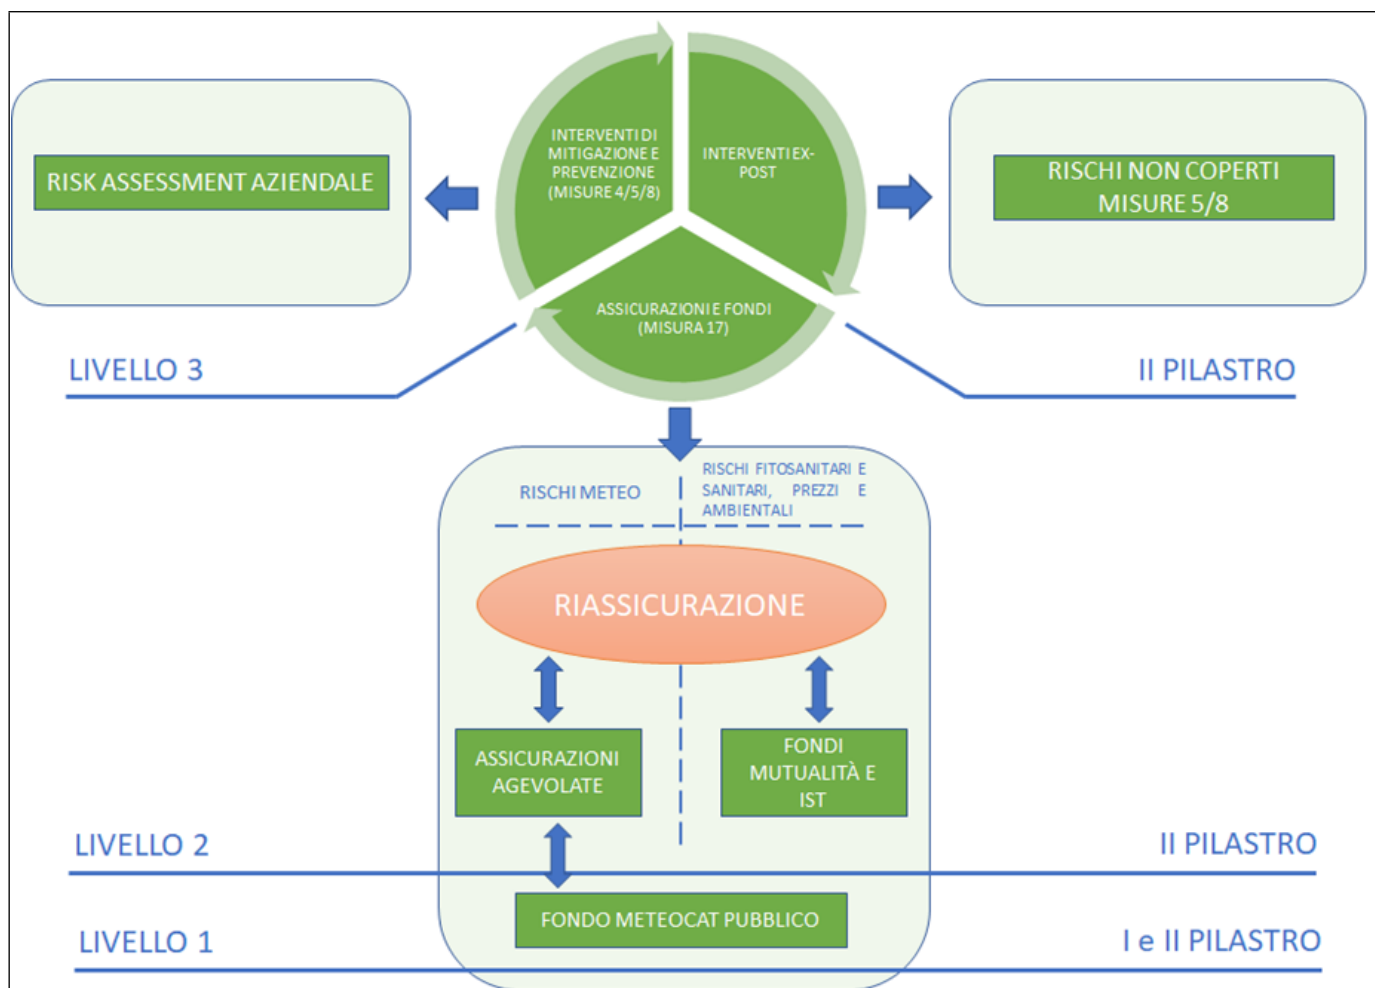 INTERVENTI DI
MITIGAZIONE E
PREVENZIONE
(MISURE 4/5/8)
INTERVENTI EX-
POST
RISK ASSESSMENT AZIENDALE
RISCHI NON COPERTI
MISURE 5/8
ASSICURAZIONI E FONDI
(MISURA 17)
LIVELLO 3
II PILASTRO
RISCHI METEO
RISCHI FITOSANITARI E
SANITARI, PREZZI E
AMBIENTALI
RIASSICURAZIONE
ASSICURAZIONI
AGEVOLATE
FONDI
MUTUALITÀ E
IST
LIVELLO 2
II PILASTRO
FONDO METEOCAT PUBBLICO
LIVELLO 1
I e II PILASTRO